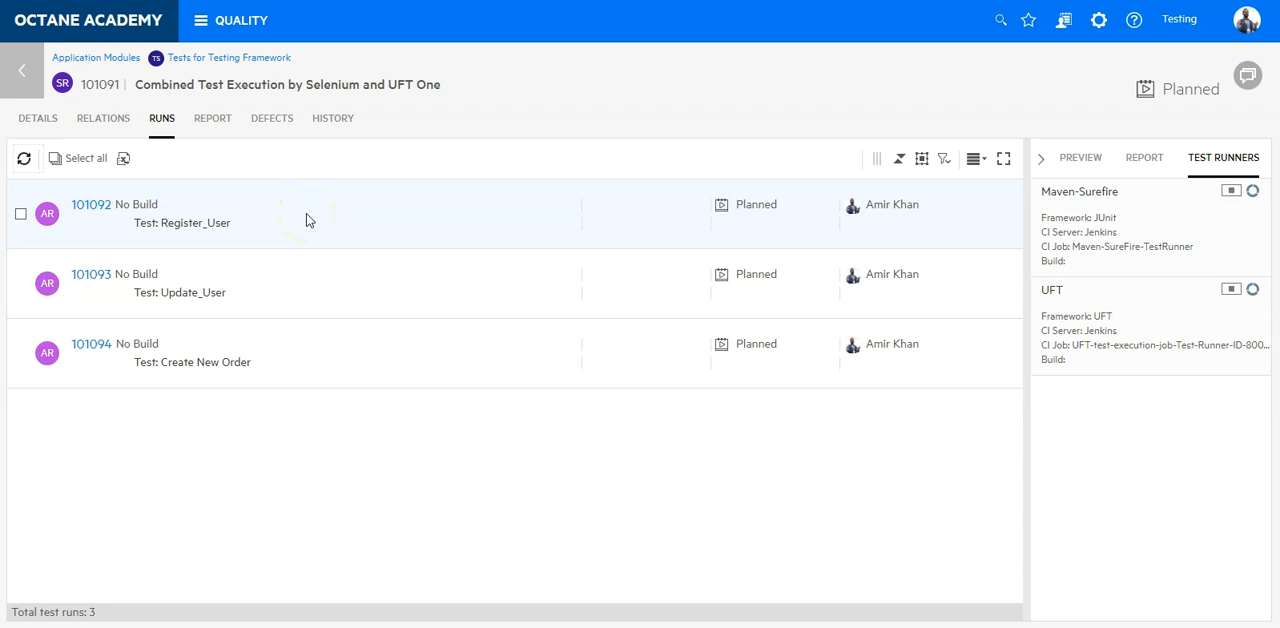 OCTANE ACADEMY
QUALITY
Testing
Application Modules TS Tests for Testing Framework
SR 101091 | Combined Test Execution by Selenium and UFT One
Planned
DETAILS RELATIONS RUNS REPORT DEFECTS HISTORY
Select all
PREVIEW REPORT TEST RUNNERS
AR 101092 No Build Planned Amir Khan
Test: Register_User
AR 101093 No Build Planned Amir Khan
Test: Update_User
AR 101094 No Build Planned Amir Khan
Test: Create New Order
Maven-Surefire
Framework: JUnit
CI Server: Jenkins
CI Job: Maven-SureFire-TestRunner
Build:
UFT
Framework: UFT
CI Server: Jenkins
CI Job: UFT-test-execution-job-Test-Runner-ID-800...
Build:
Total test runs: 3